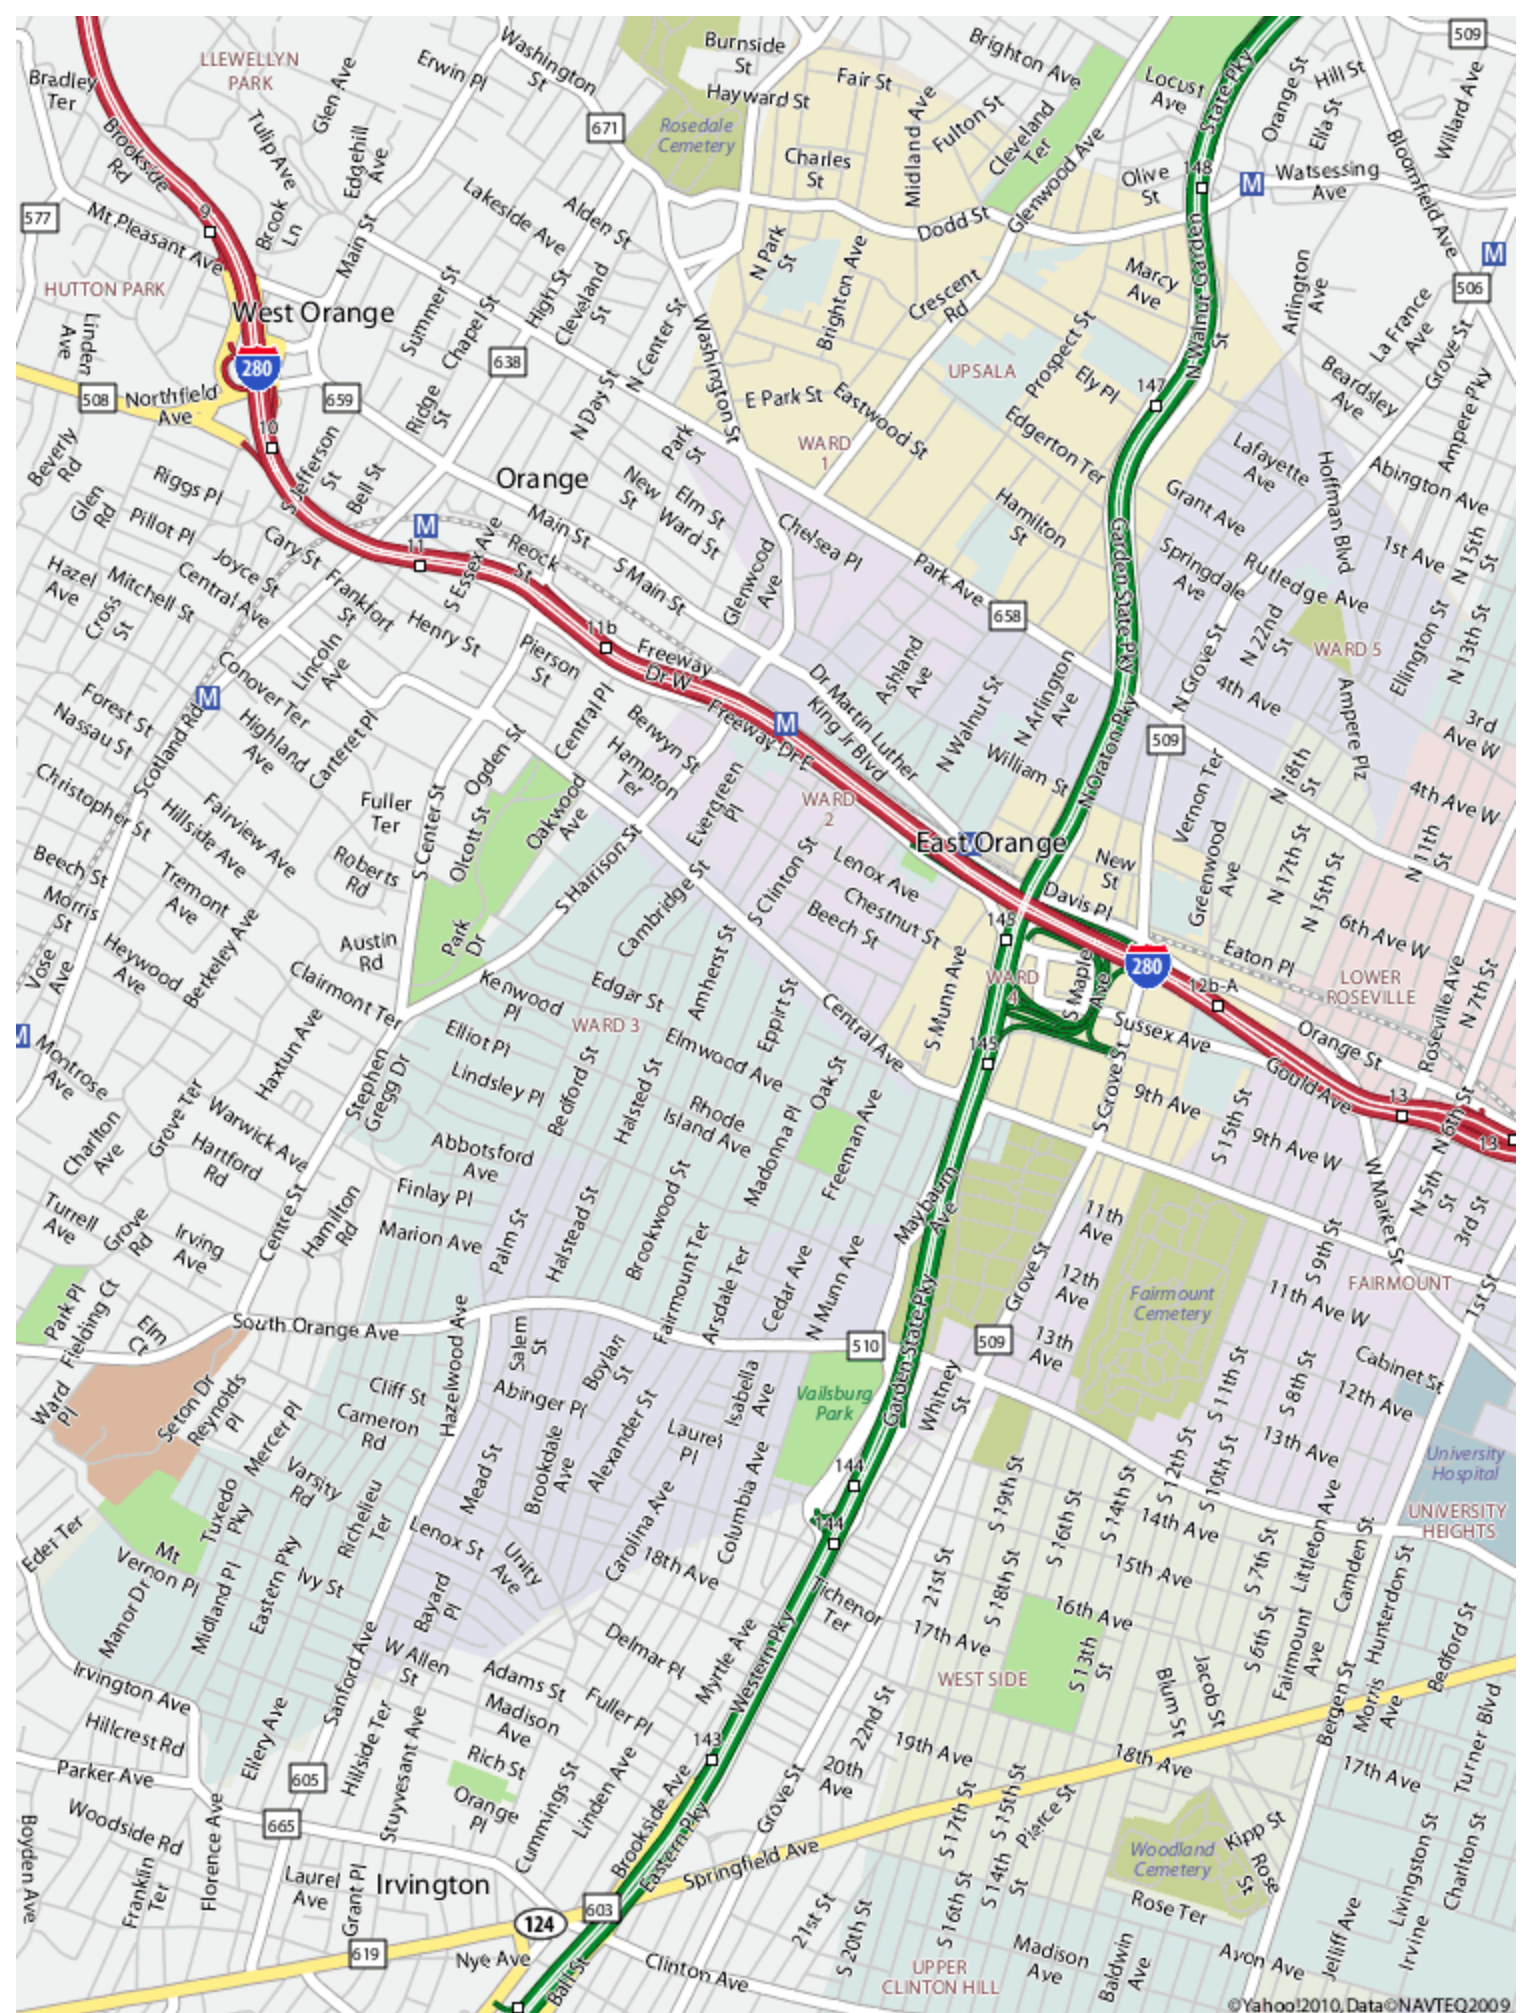 LLEWELLYN
PARK
Bradley
Ter
Erwin Pl
Washington
St
Burnside
St
Hayward St
Fair St
Brighton Ave
Locust
Ave
State Pky
Hill St
Orange St
Ella St
509
Willard Ave
Glen Ave
Tulip Ave
Edgehill
Ave
671
Rosedale
Cemetery
Midland Ave
Fulton St
Cleveland
Ter
Glenwood Ave
Charles
St
Olive
St
148
M
Watsessing
Ave
Bloomfield Ave
Brookside
Rd
577
Mt Pleasant Ave
9
Brook
Ln
Main St
Lakeside Ave
Alden St
Dodd St
N Park
St
Brighton Ave
Crescent
Rd
Marcy
Ave
N Walnut Garden
St
Arlington
Ave
M
506
HUTTON PARK
West Orange
Linden
Ave
Summer St
Chapel St
High St
Cleveland
St
N Center St
Washington St
638
Prospect St
La France
Ave
Grove St
280
UPSALA
Ely Pl
147
Beardsley
Ave
Ampere Pky
508
Northfield
Ave
659
Ridge
St
N Day St
E Park St
Eastwood St
Edgerton Ter
WARD
1
10
Beverly
Rd
Glen
Rd
Riggs Pl
S Jefferson
St
Bell St
Orange
Park
St
New
St
Elm St
Ward St
Hamilton
St
Lafayette
Ave
Hoffman Blvd
Abington Ave
Grant Ave
Pillot Pl
Cary St
M
11
Main St
Reock
St
S Essex Ave
S Main St
Glenwood
Ave
Chelsea Pl
Park Ave
658
Garden State Pky
Springdale
Ave
Rutledge Ave
1st Ave
N 15th
St
Hazel
Ave
Mitchell St
Joyce St
Central Ave
Cross
St
Frankfort
St
Henry St
11b
Freeway
Dr W
Pierson
St
Lincoln
Ave
Conover Ter
M
Dr Martin Luther
King Jr Blvd
Ashland
Ave
N Walnut St
N Arlington
Ave
N Grove St
N 22nd
St
WARD 5
Ellington St
N 13th St
4th Ave
Ampere Plz
3rd
Ave W
Forest St
Nassau St
Scotland Rd
Highland
Ave
Carteret Pl
Central Pl
Berwyn St
Freeway Dr E
M
Hampton
Ter
William St
N Oraton Pky
509
Vernon Ter
N 18th
St
4th Ave W
Christopher St
Hillside Ave
Fairview Ave
Fuller
Ter
Ogden St
Olcott St
Oakwood
Ave
Evergreen
Pl
WARD
2
East Orange
Lenox Ave
New
St
Davis Pl
Greenwood
Ave
N 17th St
N 15th St
N 11th
St
Beech St
Morris
St
Tremont
Ave
Roberts
Rd
S Center St
S Harrison St
Cambridge St
S Clinton St
Chestnut St
Beech St
145
6th Ave W
Vose
Ave
Heywood
Ave
Berkeley Ave
Austin
Rd
Park
Dr
Clairmont Ter
Kenwood
Pl
Edgar St
Amherst St
Eppirt St
S Munn Ave
WARD
4
S Maple
Ave
280
Eaton Pl
12b-A
LOWER
ROSEVILLE
Roseville Ave
N 7th St
M
Montrose
Ave
Haxtun Ave
Elliot Pl
WARD 3
Elmwood Ave
Central Ave
145
Sussex Ave
Orange St
Gould Ave
Stephen
Gregg Dr
Lindsley Pl
Bedford St
Halsted St
Rhode
Island Ave
Oak St
Madonna Pl
Freeman Ave
S Grove St
9th Ave
S 15th St
9th Ave W
13
N 6th St
13
Charlton
Ave
Grove Ter
Warwick Ave
Hartford
Rd
Abbotsford
Ave
Finlay Pl
Brookwood St
Maybaum
Ave
W Market St
N 5th
St
3rd St
Turrell
Ave
Grove
Rd
Irving
Ave
Centre St
Hamilton
Rd
Marion Ave
Palm St
Halstead St
Fairmount Ter
Arsdale Ter
Cedar Ave
N Munn Ave
11th
Ave
Grove St
12th
Ave
Fairmount
Cemetery
S 9th St
11th Ave W
FAIRMOUNT
1st St
Park Pl
Fielding Ct
Elm
Ct
South Orange Ave
Hazelwood Ave
Salem
St
510
Garden State Pky
509
13th
Ave
Cabinet St
12th Ave
Ward
Pl
Seton Dr
Reynolds
Pl
Cliff St
Cameron
Rd
Abinger Pl
Boylan
St
Isabella
Ave
Vailsburg
Park
Whitney
St
S 11th St
S 8th St
13th Ave
Mercer Pl
Varsity
Rd
Mead St
Brookdale
Ave
Alexander St
Laurel
Pl
Columbia Ave
144
S 19th St
S 12th St
S 10th St
University
Hospital
UNIVERSITY
HEIGHTS
Tuxedo
Pky
Richelieu
Ter
Lenox St
Unity
Ave
Carolina Ave
18th Ave
144
S 16th St
S 14th St
14th Ave
15th Ave
S 7th St
Littleton Ave
Camden St
Eder Ter
Mt
Vernon Pl
Manor Dr
Midland Pl
Eastern Pky
Ivy St
Bayard
Pl
Tichenor
Ter
21st St
S 18th St
17th Ave
16th Ave
Hunterdon St
Bedford St
Irvington Ave
Sanford Ave
W Allen
St
Delmar Pl
Myrtle Ave
Western Pky
WEST SIDE
S 13th
St
Jacob St
Blum St
S 6th St
Fairmount
Ave
Bergen St
Morris
Ave
Turner Blvd
Hillcrest Rd
Ellery Ave
Hillside Ter
Stuyvesant Ave
Adams St
Madison
Ave
Fuller Pl
143
22nd St
19th Ave
18th Ave
17th Ave
Parker Ave
605
Rich St
Orange
Pl
Cummings St
Linden Ave
Brookside Ave
Eastern Pky
Grove St
20th
Ave
S 17th St
S 15th St
Pierce St
Woodside Rd
665
Boyden Ave
Franklin
Ter
Florence Ave
Laurel
Ave
Grant Pl
Irvington
Springfield Ave
Woodland
Cemetery
Kipp St
Rose
St
Livingston St
Charlton St
603
124
619
Nye Ave
Ball St
Clinton Ave
21st St
S 20th St
S 16th St
S 14th
St
Rose Ter
UPPER
CLINTON HILL
Madison
Ave
Baldwin
Ave
Avon Ave
Jelliff Ave
Irvine
©Yahoo!2010, Data©NAVTEQ2009